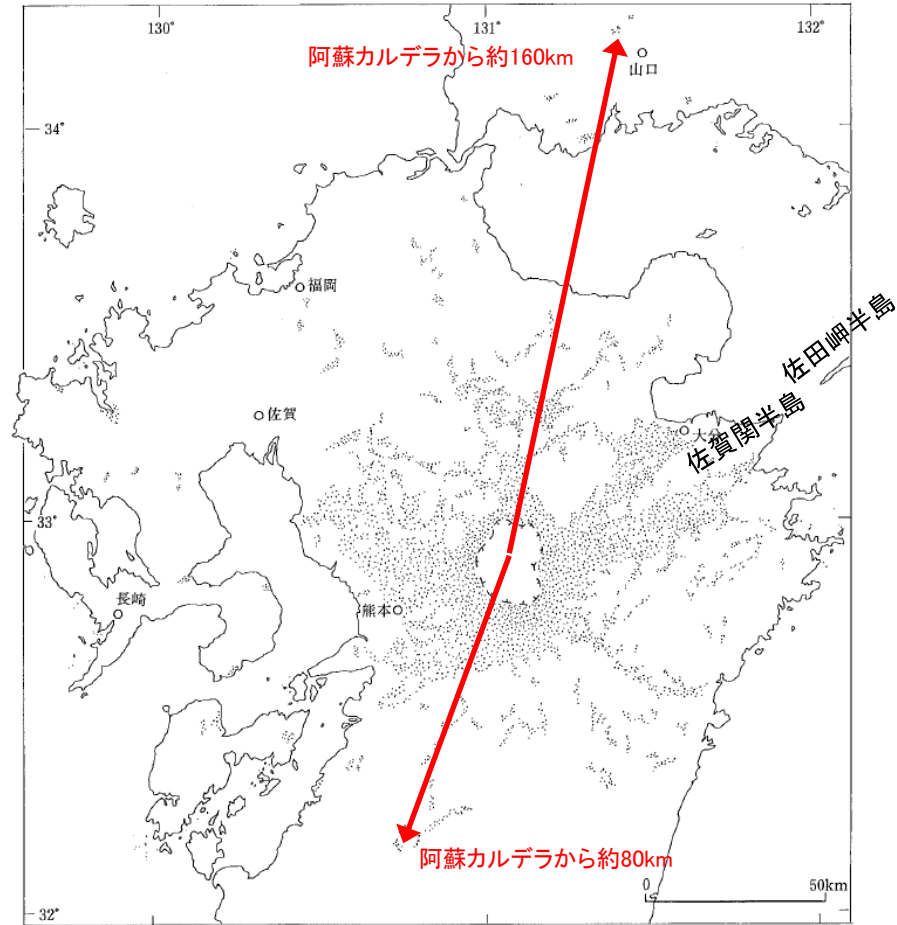 130°
131°
132°
阿蘇カルデラから約160km
山口
34°
福岡
佐田岬半島
佐賀
大分
佐賀関半島
33°
長崎
熊本
阿蘇カルデラから約80km
0
50km
32°